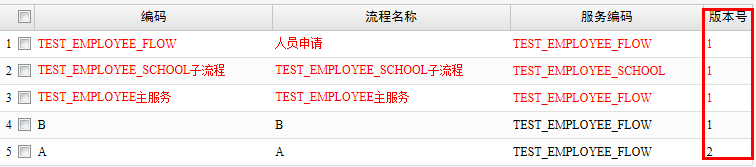 编码 流程名称 服务编码 版本号
1 TEST_EMPLOYEE_FLOW 人员申请 TEST_EMPLOYEE_FLOW 1
2 TEST_EMPLOYEE_SCHOOL子流程 TEST_EMPLOYEE_SCHOOL子流程 TEST_EMPLOYEE_SCHOOL 1
3 TEST_EMPLOYEE主服务 TEST_EMPLOYEE主服务 TEST_EMPLOYEE_FLOW 1
4 B B TEST_EMPLOYEE_FLOW 1
5 A A TEST_EMPLOYEE_FLOW 2